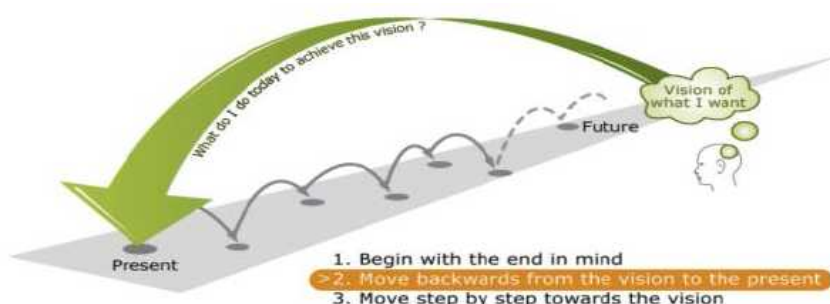 What do I do today to achieve this vision ?
Vision of
what I want
Future
Present
1. Begin with the end in mind
>2. Move backwards from the vision to the present
3. Move step by step towards the vision